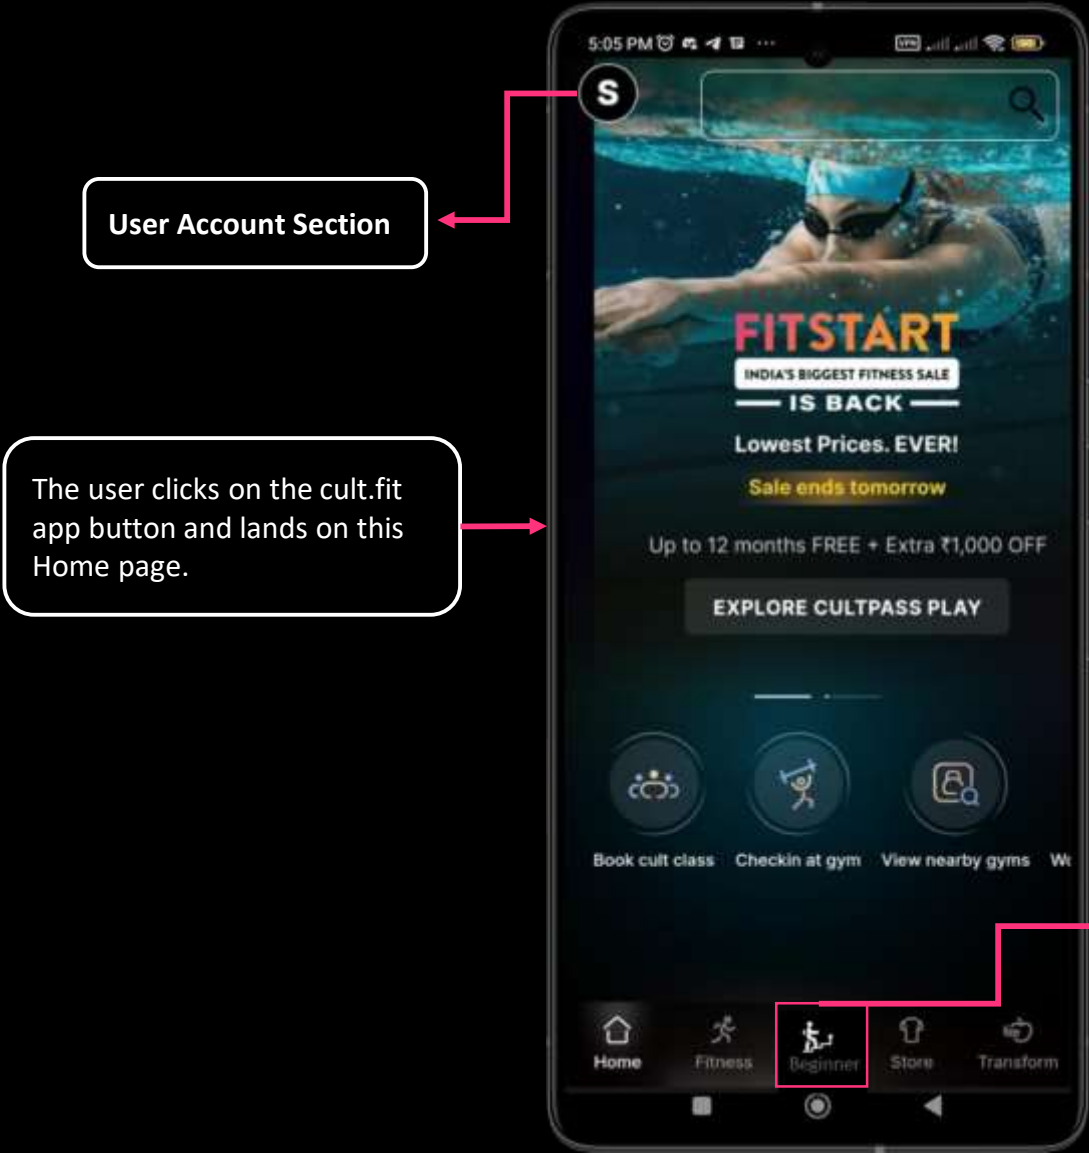 5:05 PM
VPN
S
User Account Section
FITSTART
INDIA'S BIGGEST FITNESS SALE
IS BACK
Lowest Prices. EVER!
Sale ends tomorrow
The user clicks on the cult.fit
app button and lands on this
Home page.
Up to 12 months FREE + Extra ₹1,000 OFF
EXPLORE CULTPASS PLAY
Book cult class Checkin at gym View nearby gyms
Home Fitness Beginner Store Transform